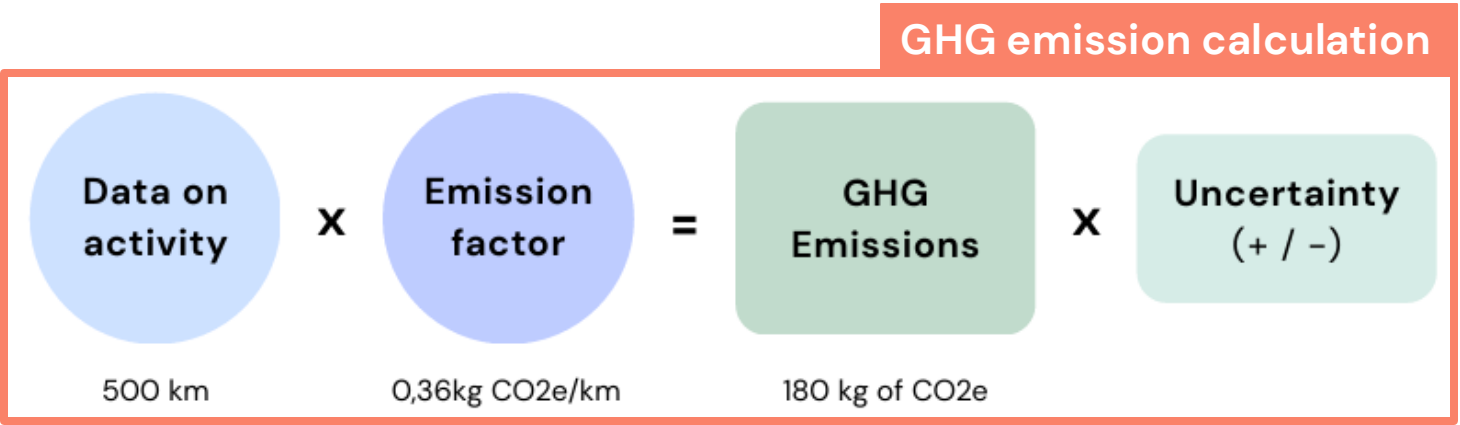 GHG emission calculation
Data on
activity
x
Emission
factor
=
GHG
Emissions
x
Uncertainty
(+ / -)
500 km
0,36kg CO2e/km
180 kg of CO2e